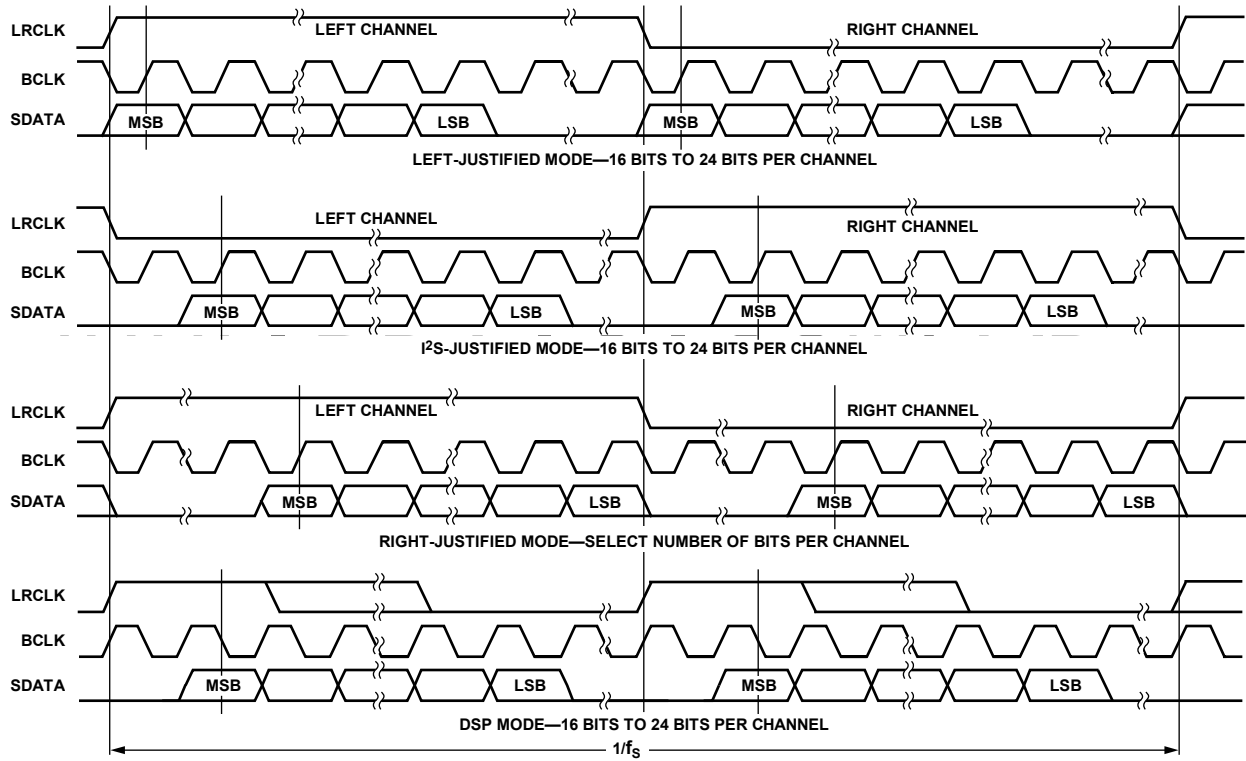 LRCLK LEFT CHANNEL RIGHT CHANNEL
BCLK
SDATA MSB LSB MSB LSB
LEFT-JUSTIFIED MODE—16 BITS TO 24 BITS PER CHANNEL
LRCLK LEFT CHANNEL RIGHT CHANNEL
BCLK
SDATA MSB LSB MSB LSB
I²S-JUSTIFIED MODE—16 BITS TO 24 BITS PER CHANNEL
LRCLK LEFT CHANNEL RIGHT CHANNEL
BCLK
SDATA MSB LSB MSB LSB
RIGHT-JUSTIFIED MODE—SELECT NUMBER OF BITS PER CHANNEL
LRCLK
BCLK
SDATA MSB LSB MSB LSB
DSP MODE—16 BITS TO 24 BITS PER CHANNEL
1/fS